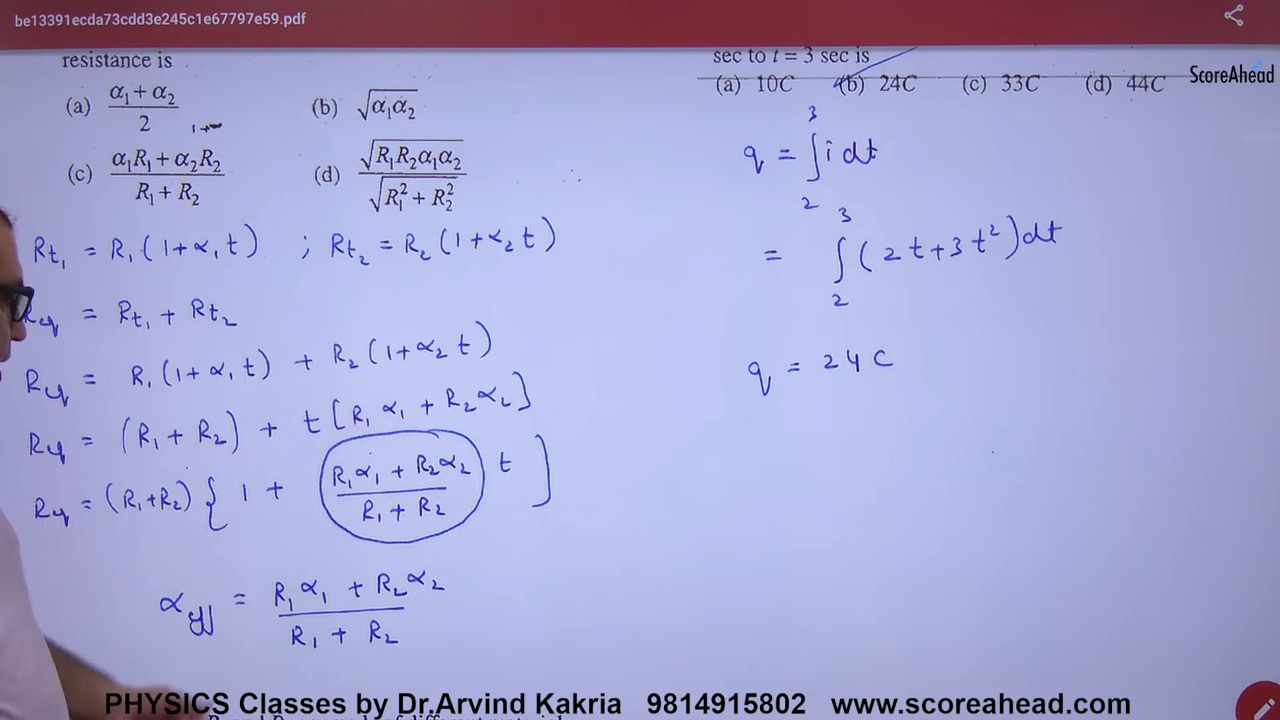 be13391ecda73cdd3e245c1e67797e59.pdf
resistance is
(a) α₁ + α₂ / 2
(b) √α₁α₂
(c) α₁R₁ + α₂R₂ / R₁ + R₂
(d) √R₁R₂α₁α₂ / √R₁² + R₂²
Rt₁ = R₁(1+α₁t) ; Rt₂ = R₂(1+α₂t)
Req = Rt₁ + Rt₂
Req = R₁(1+α₁t) + R₂(1+α₂t)
Req = (R₁ + R₂) + t[R₁α₁ + R₂α₂]
Req = (R₁+R₂) { 1 + R₁α₁ + R₂α₂ / R₁ + R₂ t ]
α eff = R₁α₁ + R₂α₂ / R₁ + R₂
sec to t = 3 sec is
(a) 10C (b) 24C (c) 33C (d) 44C
ScoreAhead
q = ∫₂³ i dt
= ∫₂³ (2t+3t²)dt
q = 24C
PHYSICS Classes by Dr.Arvind Kakria 9814915802 www.scoreahead.com